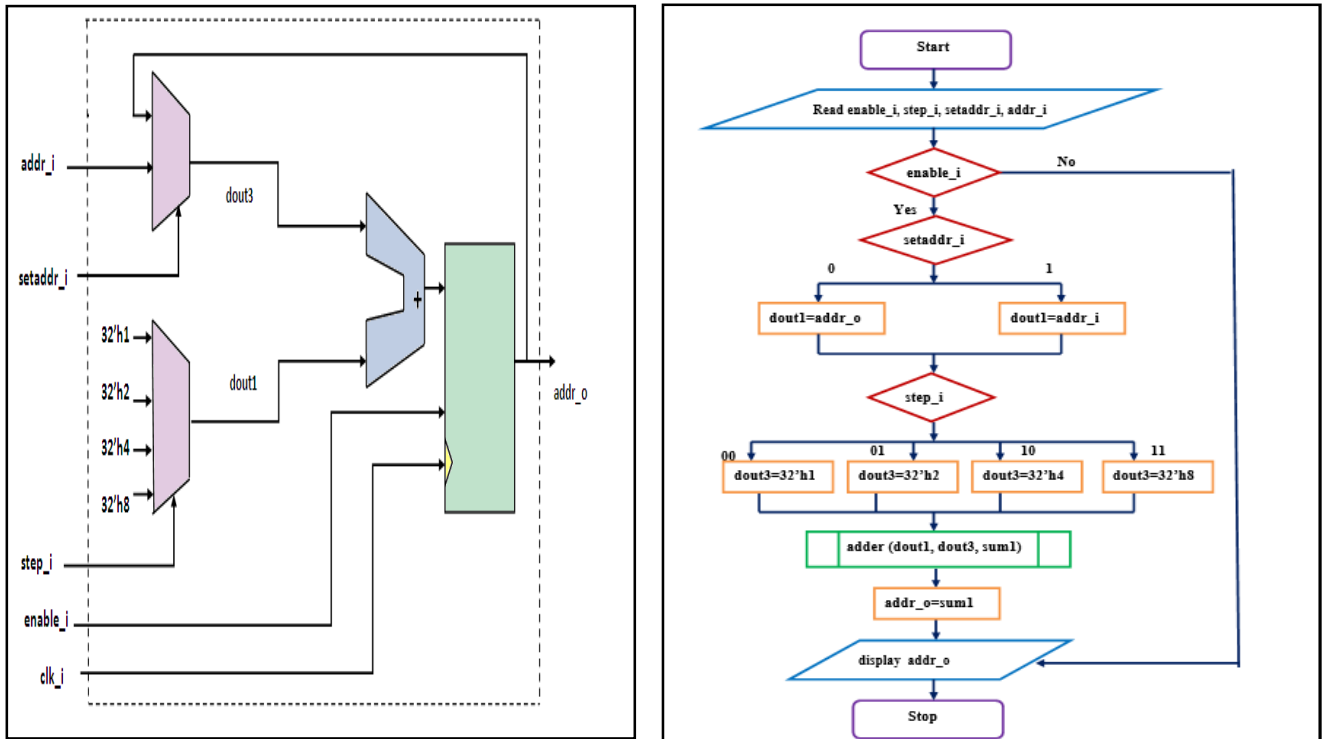 addr_i
dout3
setaddr_i
32'h1
32'h2
dout1
32'h4
32'h8
+
addr_o
step_i
enable_i
clk_i
Start
Read enable_i, step_i, setaddr_i, addr_i
enable_i
No
Yes
setaddr_i
0
1
dout1=addr_o
dout1=addr_i
step_i
00
01
10
11
dout3=32'h1
dout3=32'h2
dout3=32'h4
dout3=32'h8
adder (dout1, dout3, sum1)
addr_o=sum1
display addr_o
Stop